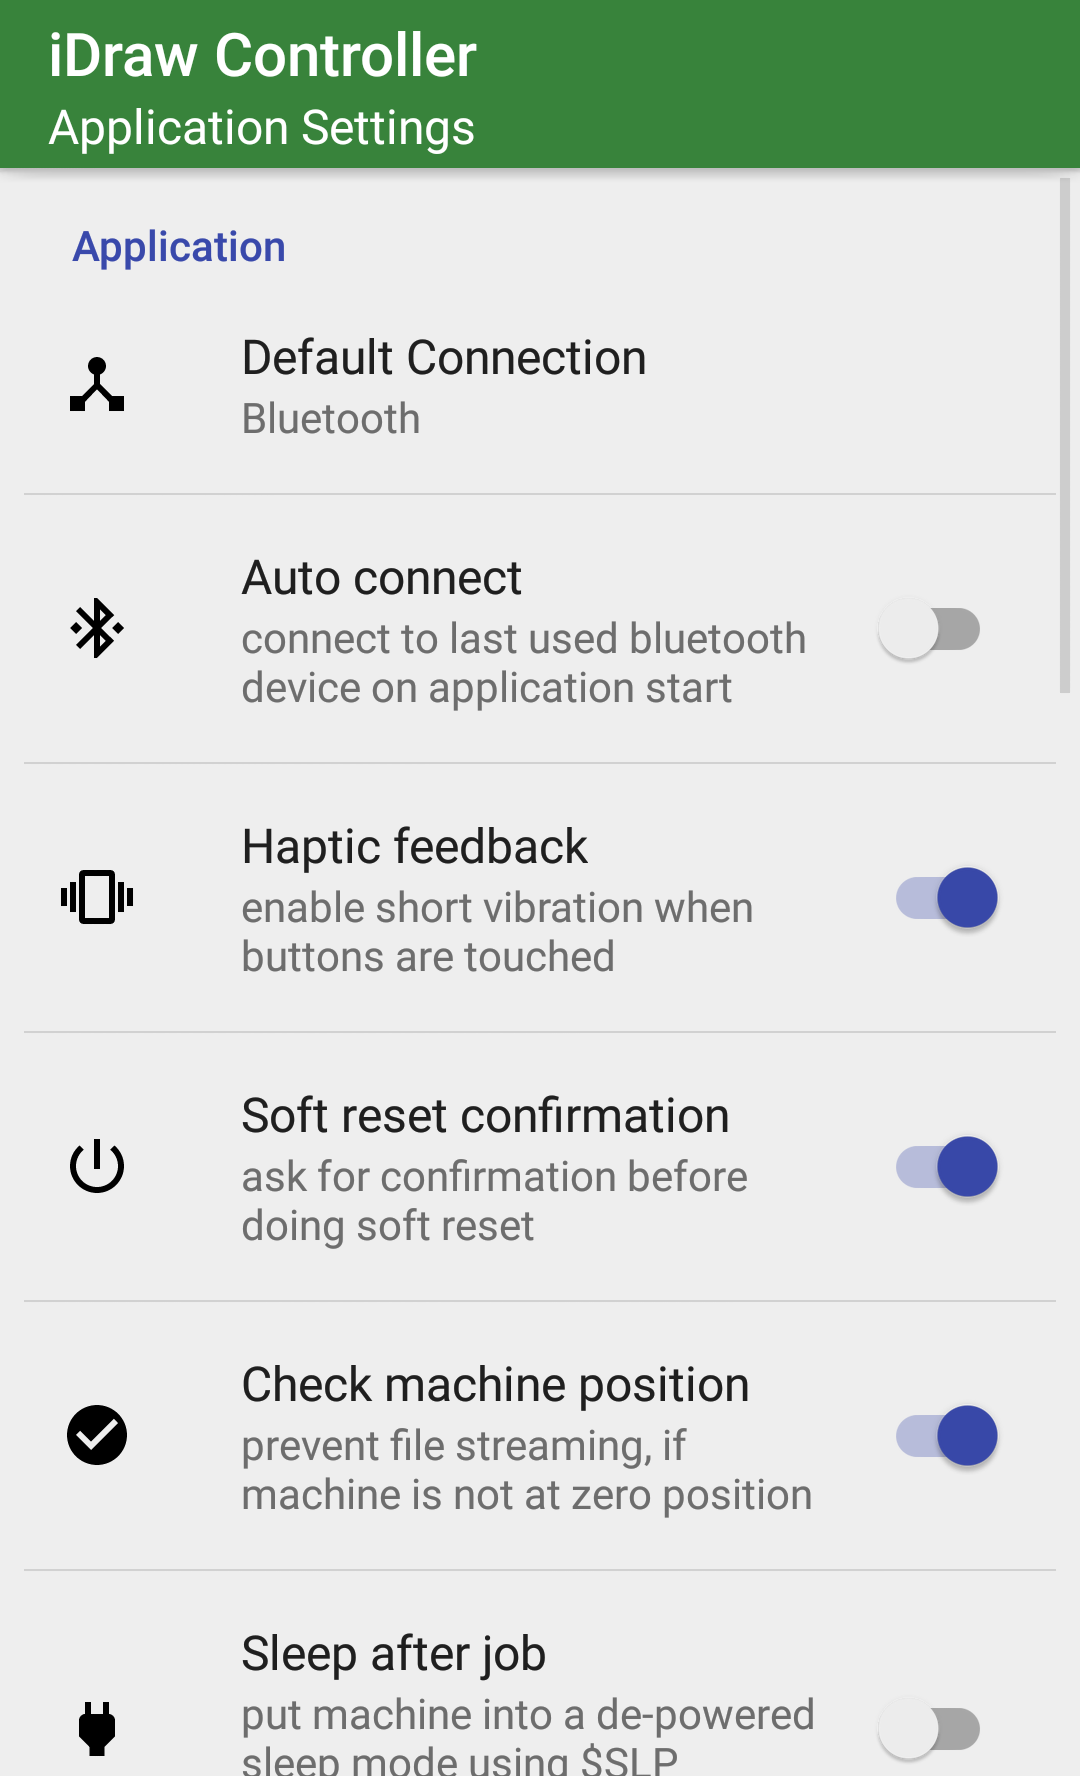 iDraw Controller
Application Settings
Application
Default Connection
Bluetooth
Auto connect
connect to last used bluetooth
device on application start
Haptic feedback
enable short vibration when
buttons are touched
Soft reset confirmation
ask for confirmation before
doing soft reset
Check machine position
prevent file streaming, if
machine is not at zero position
Sleep after job
put machine into a de-powered
sleep mode using $SLP